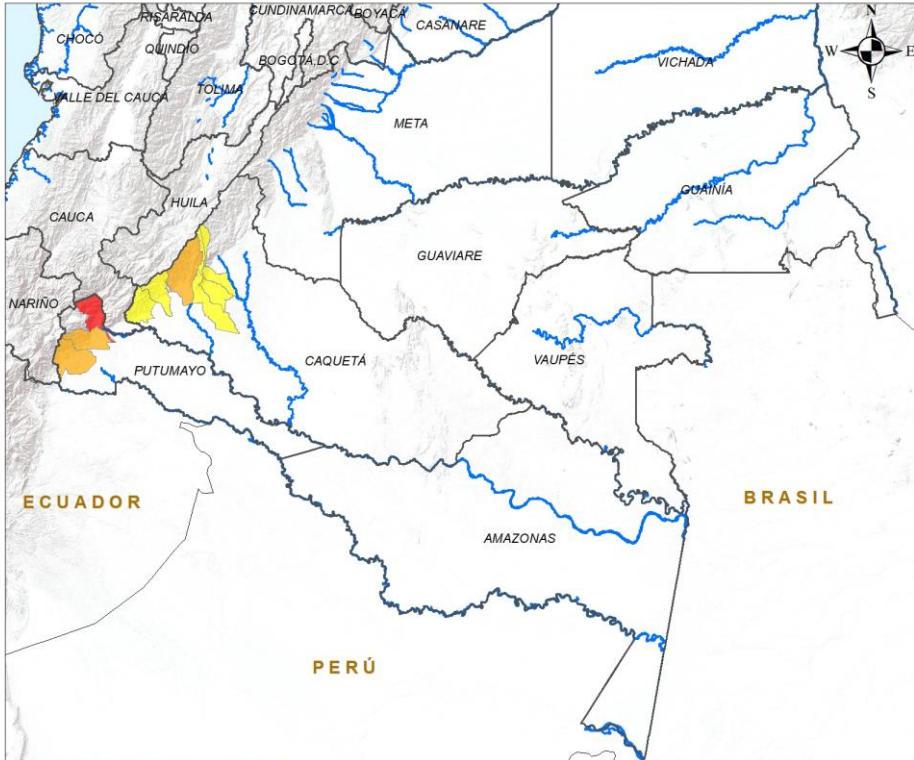 CUNDINAMARCA
BOYACÁ
RISARALDA
CASANARE
N
CHOCÓ
QUINDÍO
W
E
BOGOTÁ D.C
VICHADA
TOLIMA
S
VALLE DEL CAUCA
META
GUAINÍA
HUILA
CAUCA
GUAVIARE
NARIÑO
CAQUETÁ
VAUPÉS
PUTUMAYO
ECUADOR
BRASIL
AMAZONAS
PERÚ